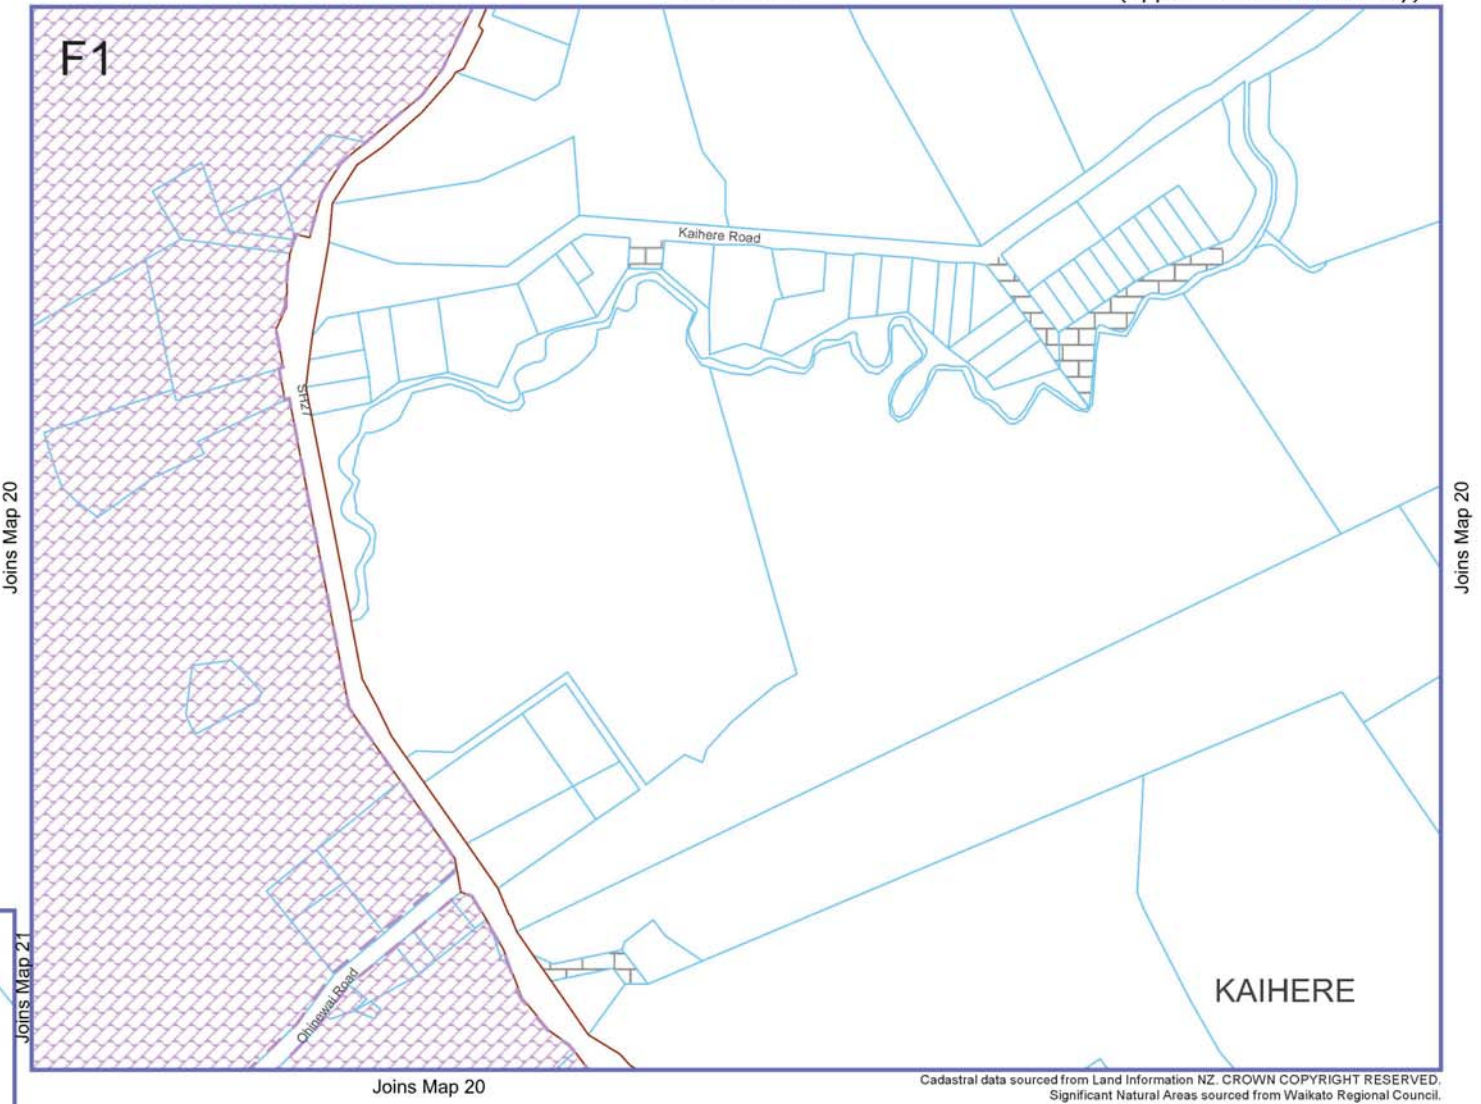 F1
Kaihere Road
SH27
Joins Map 20
Joins Map 20
Joins Map 21
Ohinewai Road
KAIHERE
Joins Map 20
Cadastral data sourced from Land Information NZ. CROWN COPYRIGHT RESERVED.
Significant Natural Areas sourced from Waikato Regional Council.